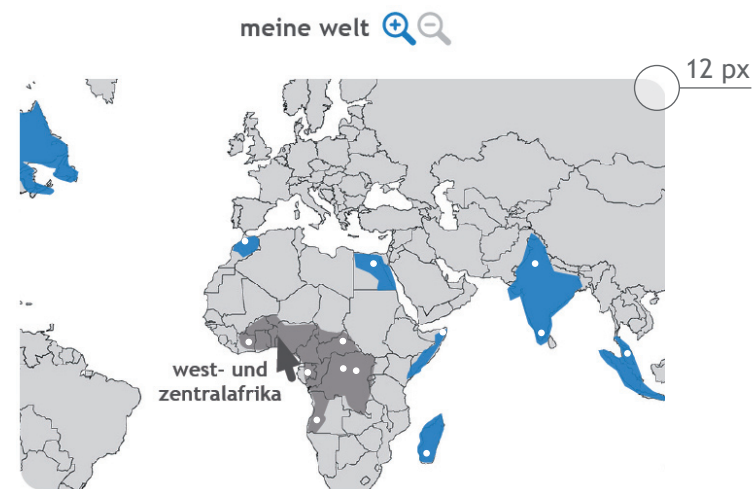 meine welt
12 px
west- und
zentralafrika